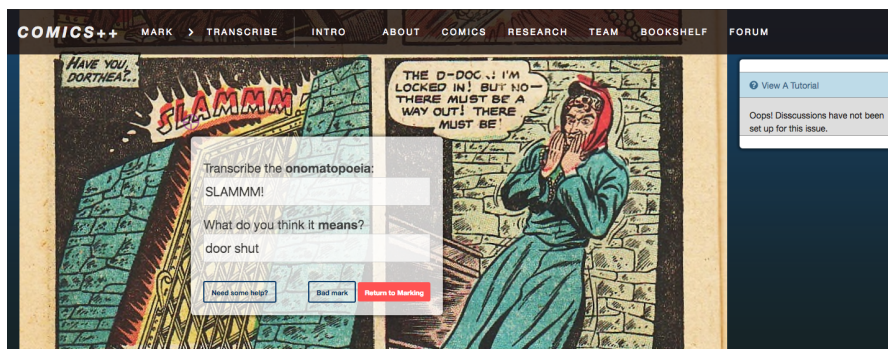 COMICS++ MARK > TRANSCRIBE INTRO ABOUT COMICS RESEARCH TEAM BOOKSHELF FORUM
HAVE YOU,
DORTHEA?
SLAMMM
THE D-DOOR! I'M
LOCKED IN! BUT NO—
THERE MUST BE A
WAY OUT! THERE
MUST BE!
Transcribe the onomatopoeia:
SLAMMM!
What do you think it means?
door shut
Need some help? Bad mark Return to Marking
View A Tutorial
Oops! Disscussions have not been
set up for this issue.